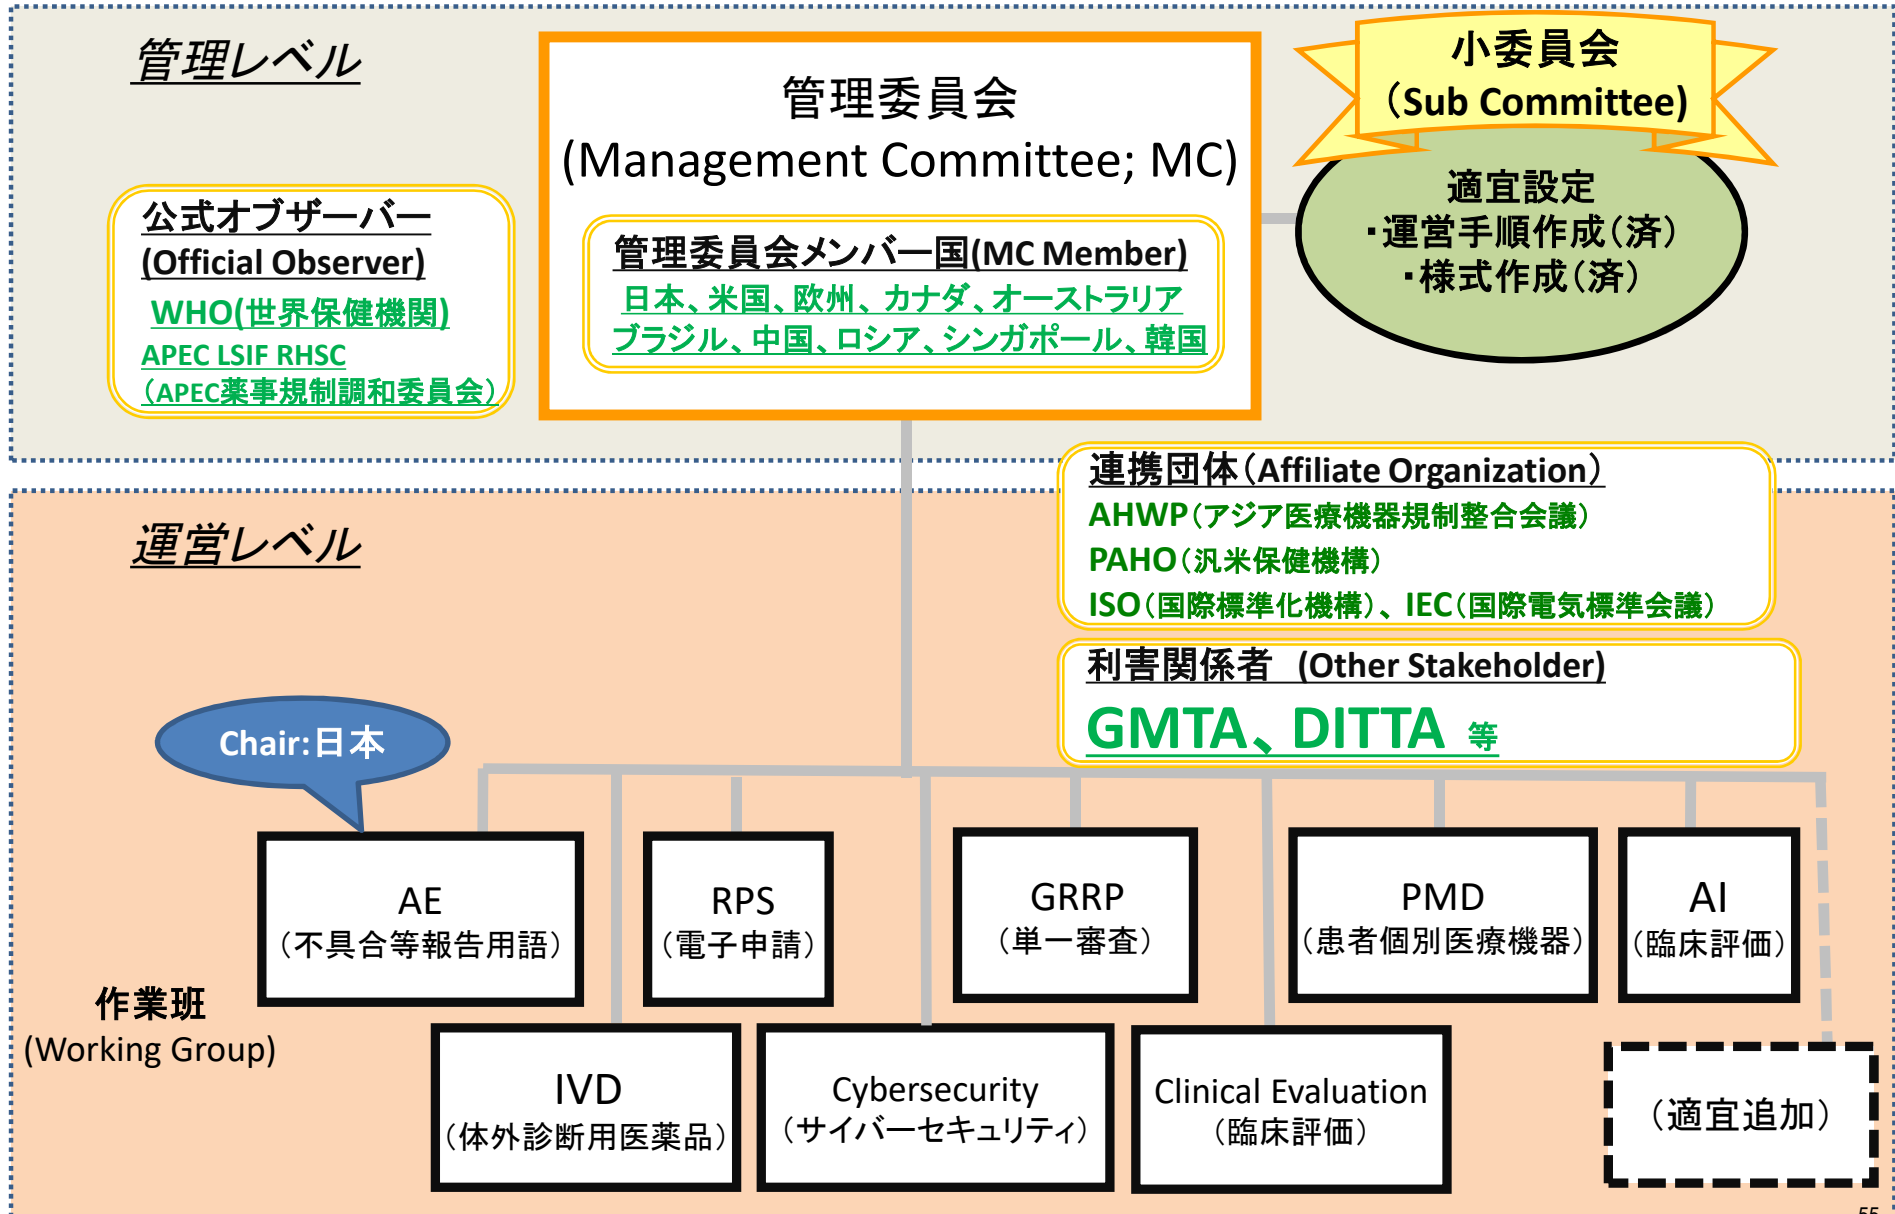 管理レベル
管理委員会
(Management Committee; MC)
管理委員会メンバー国(MC Member)
日本、米国、欧州、カナダ、オーストラリア
ブラジル、中国、ロシア、シンガポール、韓国
小委員会
（Sub Committee)
適宜設定
・運営手順作成（済）
・様式作成（済）
公式オブザーバー
(Official Observer)
WHO(世界保健機関)
APEC LSIF RHSC
（APEC薬事規制調和委員会）
連携団体（Affiliate Organization）
AHWP（アジア医療機器規制整合会議）
PAHO（汎米保健機構）
ISO（国際標準化機構）、IEC（国際電気標準会議）
利害関係者 (Other Stakeholder)
GMTA、DITTA 等
運営レベル
Chair:日本
AE
（不具合等報告用語）
RPS
（電子申請）
GRRP
（単一審査）
PMD
（患者個別医療機器）
AI
（臨床評価）
作業班
(Working Group)
IVD
（体外診断用医薬品）
Cybersecurity
（サイバーセキュリティ）
Clinical Evaluation
（臨床評価）
（適宜追加）
55